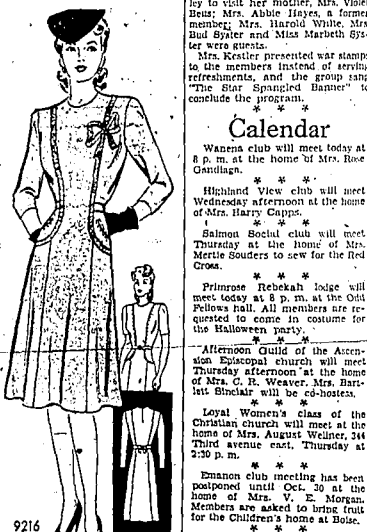 ley to visit her mother, Mrs. Violet
Betts; Mrs. Abbie Hayes, a former
member; Mrs. Harold White, Mrs.
Bud Syster and Miss Marbeth Sys-
ter were guests.
Mrs. Kestler presented war stamps
to the members instead of serving
refreshments, and the group sang
"The Star Spangled Banner" to
conclude the program.
* * *
Calendar
Wanena club will meet today at
8 p. m. at the home of Mrs. Rose
Gandiaga.
* * *
Highland View club will meet
Wednesday afternoon at the home
of Mrs. Harry Capps.
* * *
Salmon Social club will meet
Thursday at the home of Mrs.
Mertie Souders to sew for the Red
Cross.
* * *
Primrose Rebekah lodge will
meet today at 8 p. m. at the Odd
Fellows hall. All members are re-
quested to come in costume for
the Halloween party.
* * *
Afternoon Guild of the Ascen-
sion Episcopal church will meet
Thursday afternoon at the home
of Mrs. C. R. Weaver. Mrs. Bart-
lett Sinclair will be co-hostess.
* * *
Loyal Women's class of the
Christian church will meet at the
home of Mrs. August Wellner, 344
Third avenue east, Thursday at
2:30 p. m.
* * *
Emanon club meeting has been
postponed until Oct. 30 at the
home of Mrs. V. E. Morgan.
Members are asked to bring fruit
for the Children's home at Boise.
* * *
9216